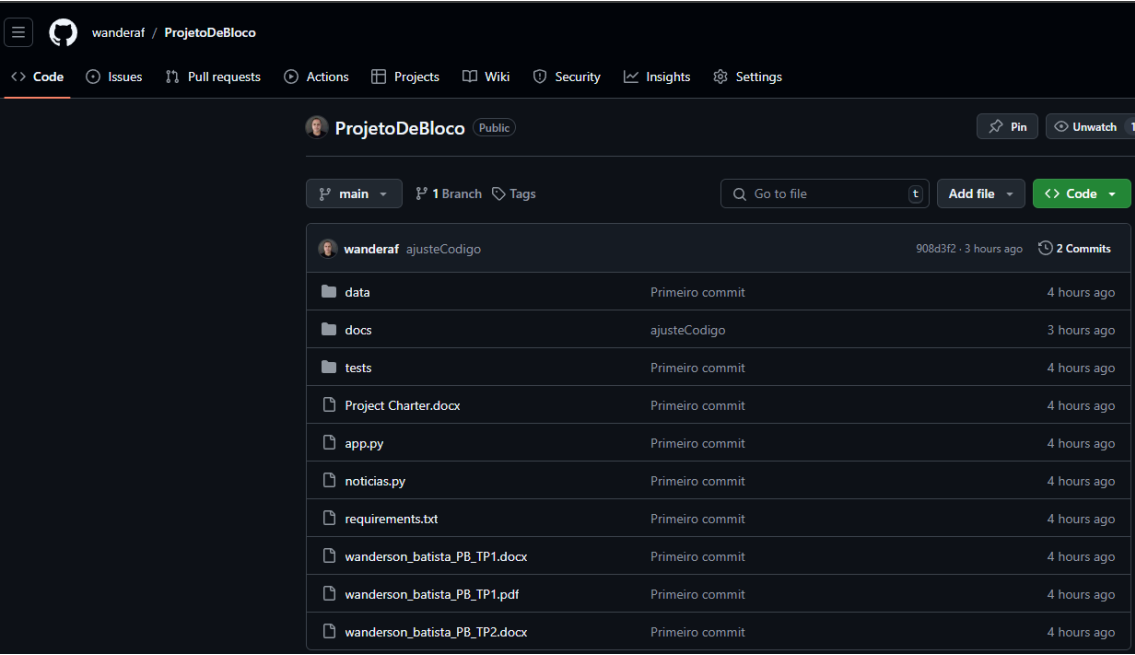 wanderaf / ProjetoDeBloco
<> Code Issues Pull requests Actions Projects Wiki Security Insights Settings
ProjetoDeBloco Public Pin Unwatch 1
main 1 Branch Tags Go to file t Add file <> Code
wanderaf ajusteCodigo 908d3f2 · 3 hours ago 2 Commits
data Primeiro commit 4 hours ago
docs ajusteCodigo 3 hours ago
tests Primeiro commit 4 hours ago
Project Charter.docx Primeiro commit 4 hours ago
app.py Primeiro commit 4 hours ago
noticias.py Primeiro commit 4 hours ago
requirements.txt Primeiro commit 4 hours ago
wanderson_batista_PB_TP1.docx Primeiro commit 4 hours ago
wanderson_batista_PB_TP1.pdf Primeiro commit 4 hours ago
wanderson_batista_PB_TP2.docx Primeiro commit 4 hours ago